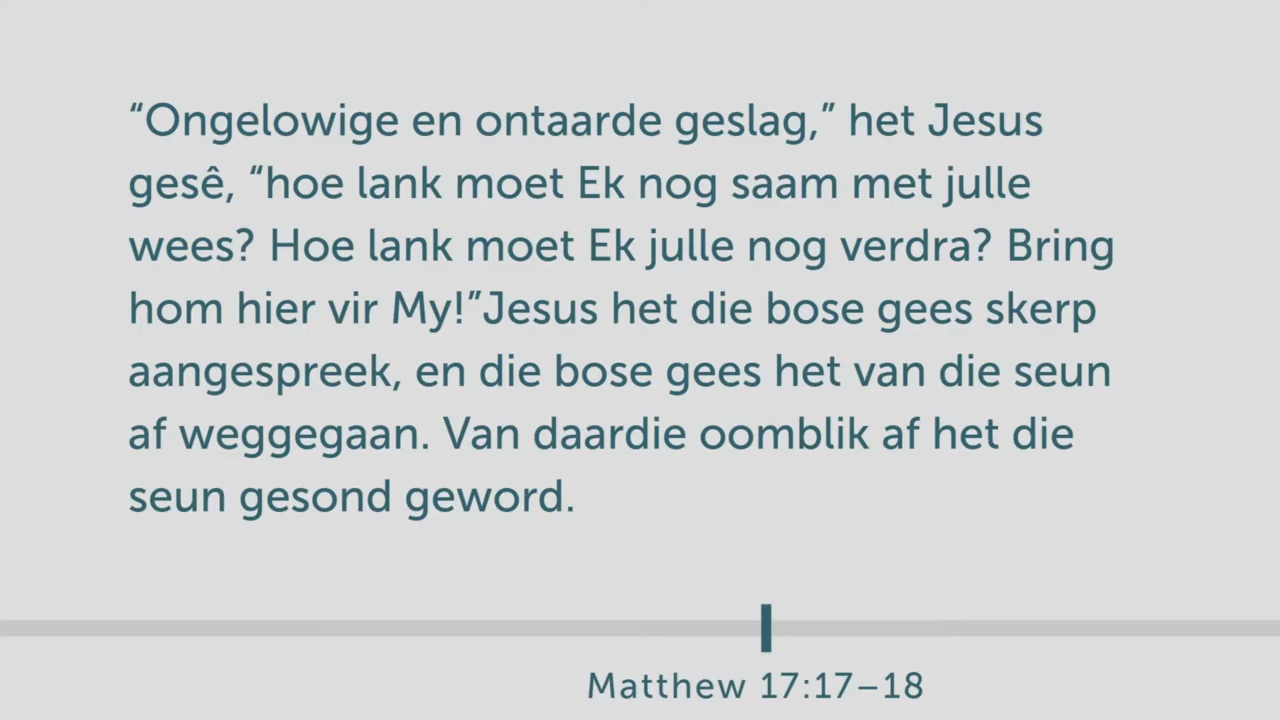 “Ongelowige en ontaarde geslag,” het Jesus
gesê, “hoe lank moet Ek nog saam met julle
wees? Hoe lank moet Ek julle nog verdra? Bring
hom hier vir My!”Jesus het die bose gees skerp
aangespreek, en die bose gees het van die seun
af weggegaan. Van daardie oomblik af het die
seun gesond geword.
Matthew 17:17–18